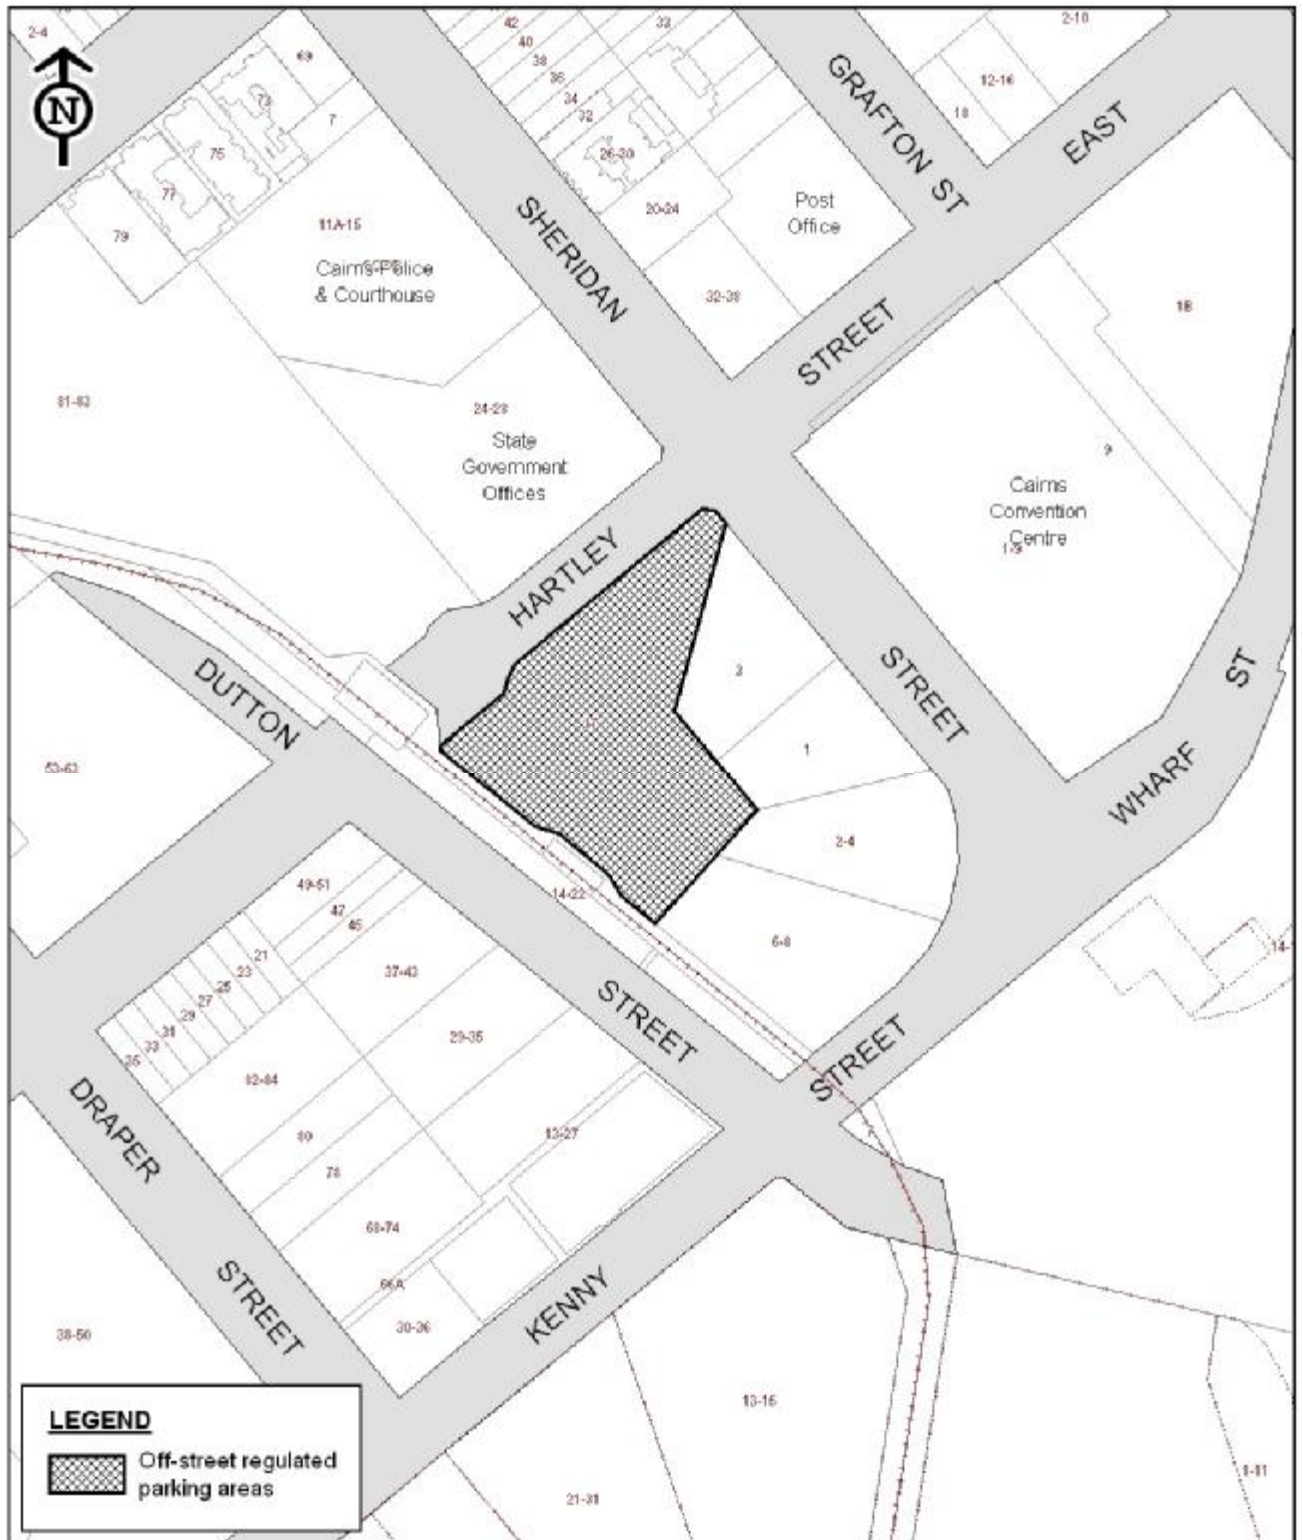 2-4
N
69
73
7
75
77
79
11A-15
Cairns Police
& Courthouse
81-83
24-28
State
Government
Offices
42
40
38
36
34
32
33
26-30
20-24
32-38
Post
Office
2-10
12-16
18
GRAFTON ST
EAST
SHERIDAN
STREET
1B
9
Cairns
Convention
Centre
1-9
HARTLEY
DUTTON
3
1
2-4
6-8
STREET
ST
WHARF
53-63
14-22
49-51
47
45
21
23
25
27
29
31
33
35
37-43
29-35
82-84
80
78
68-74
66A
30-36
13-27
STREET
STREET
DRAPER
STREET
KENNY
38-50
13-15
21-31
LEGEND
Off-street regulated
parking areas